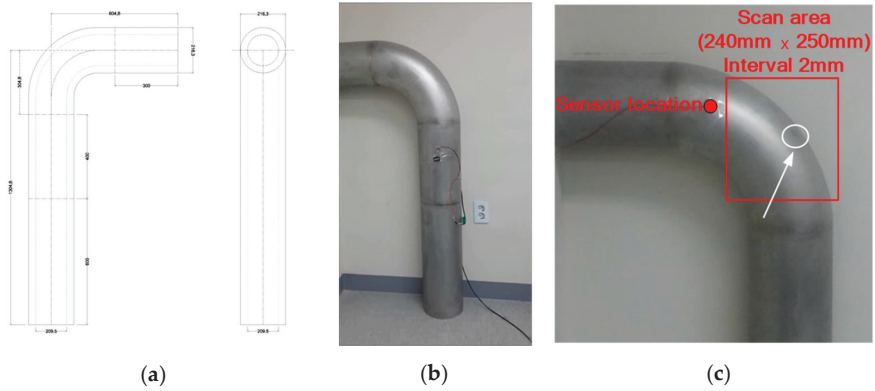 604,8
216,3
216,3
304,8
300
400
1304,8
600
209.5
209.5
Scan area
(240mm x 250mm)
Interval 2mm
Sensor location
(a)
(b)
(c)